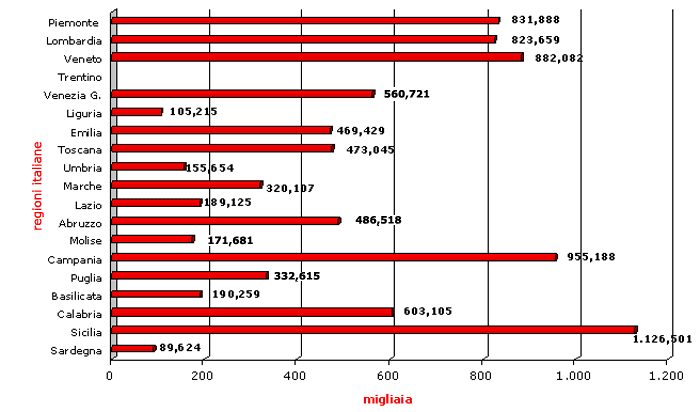 Piemonte 831,888
Lombardia 823,659
Veneto 882,082
Trentino
Venezia G. 560,721
Liguria 105,215
Emilia 469,429
Toscana 473,045
Umbria 155,654
Marche 320,107
Lazio 189,125
Abruzzo 486,518
Molise 171,681
Campania 955,188
Puglia 332,615
Basilicata 190,259
Calabria 603,105
Sicilia 1.126,501
Sardegna 89,624
regioni italiane
0 200 400 600 800 1.000 1.200
migliaia